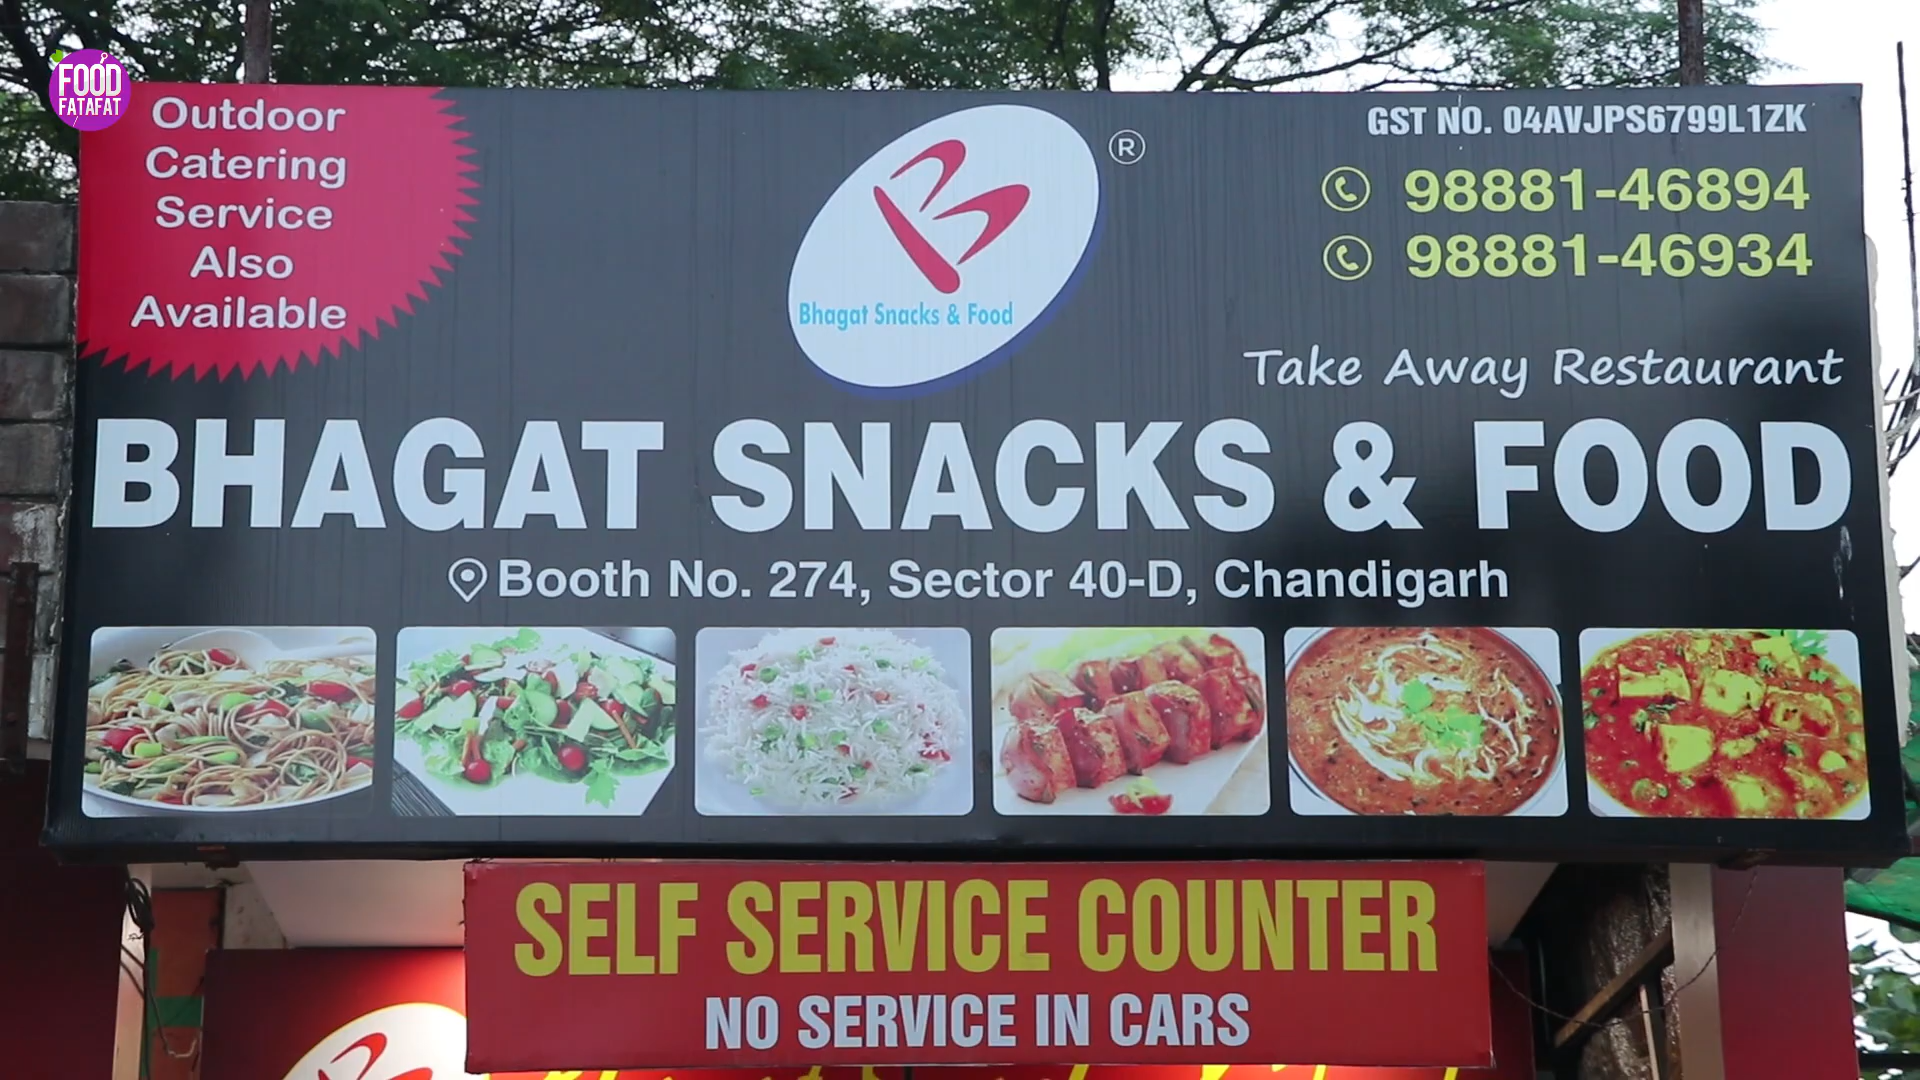 FOOD
FATAFAT
Outdoor
Catering
Service
Also
Available
Bhagat Snacks & Food
®
GST NO. 04AVJPS6799L1ZK
98881-46894
98881-46934
Take Away Restaurant
BHAGAT SNACKS & FOOD
Booth No. 274, Sector 40-D, Chandigarh
SELF SERVICE COUNTER
NO SERVICE IN CARS